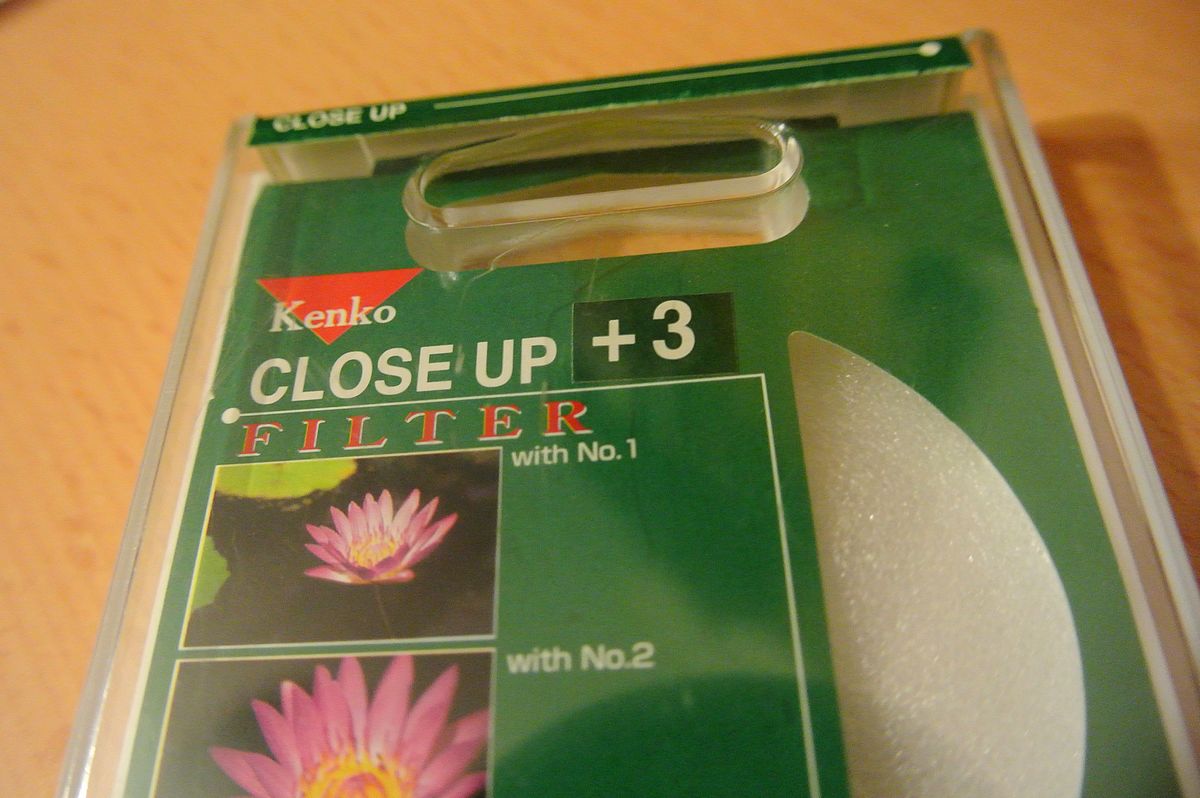 CLOSE UP
Kenko
CLOSE UP +3
FILTER
with No.1
with No.2